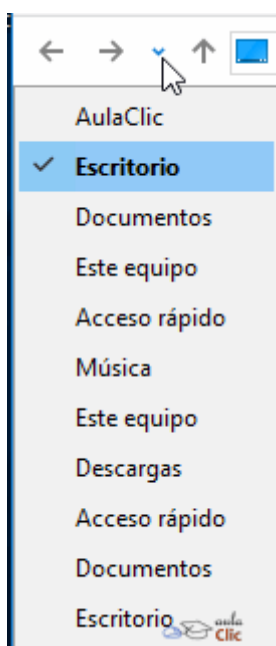 AulaClic
Escritorio
Documentos
Este equipo
Acceso rápido
Música
Este equipo
Descargas
Acceso rápido
Documentos
Escritorio
aula
Clic